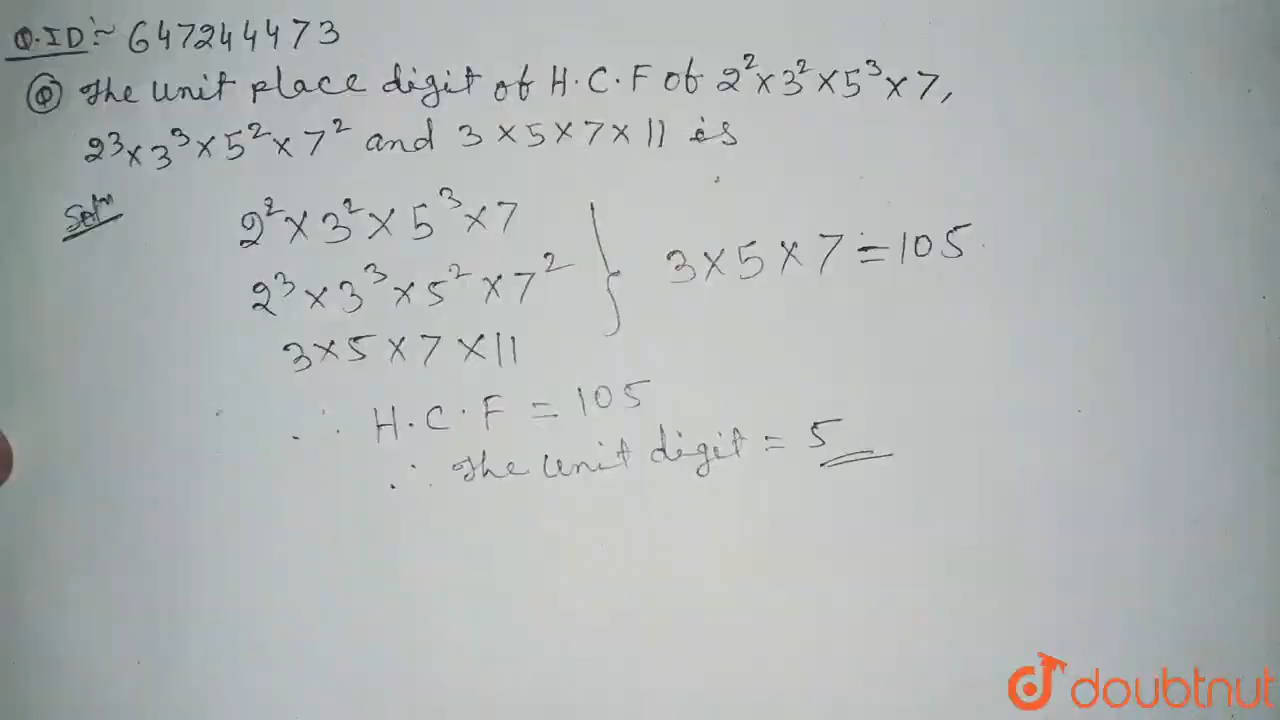 Q.ID:~ 647244473
Q The unit place digit of H.C.F of 2² × 3² × 5³ × 7,
2³ × 3³ × 5² × 7² and 3 × 5 × 7 × 11 is
Solⁿ
2² × 3² × 5³ × 7
2³ × 3³ × 5² × 7²
3 × 5 × 7 × 11
} 3 × 5 × 7 = 105
∴ H.C.F = 105
∴ The unit digit = 5
doubtnut